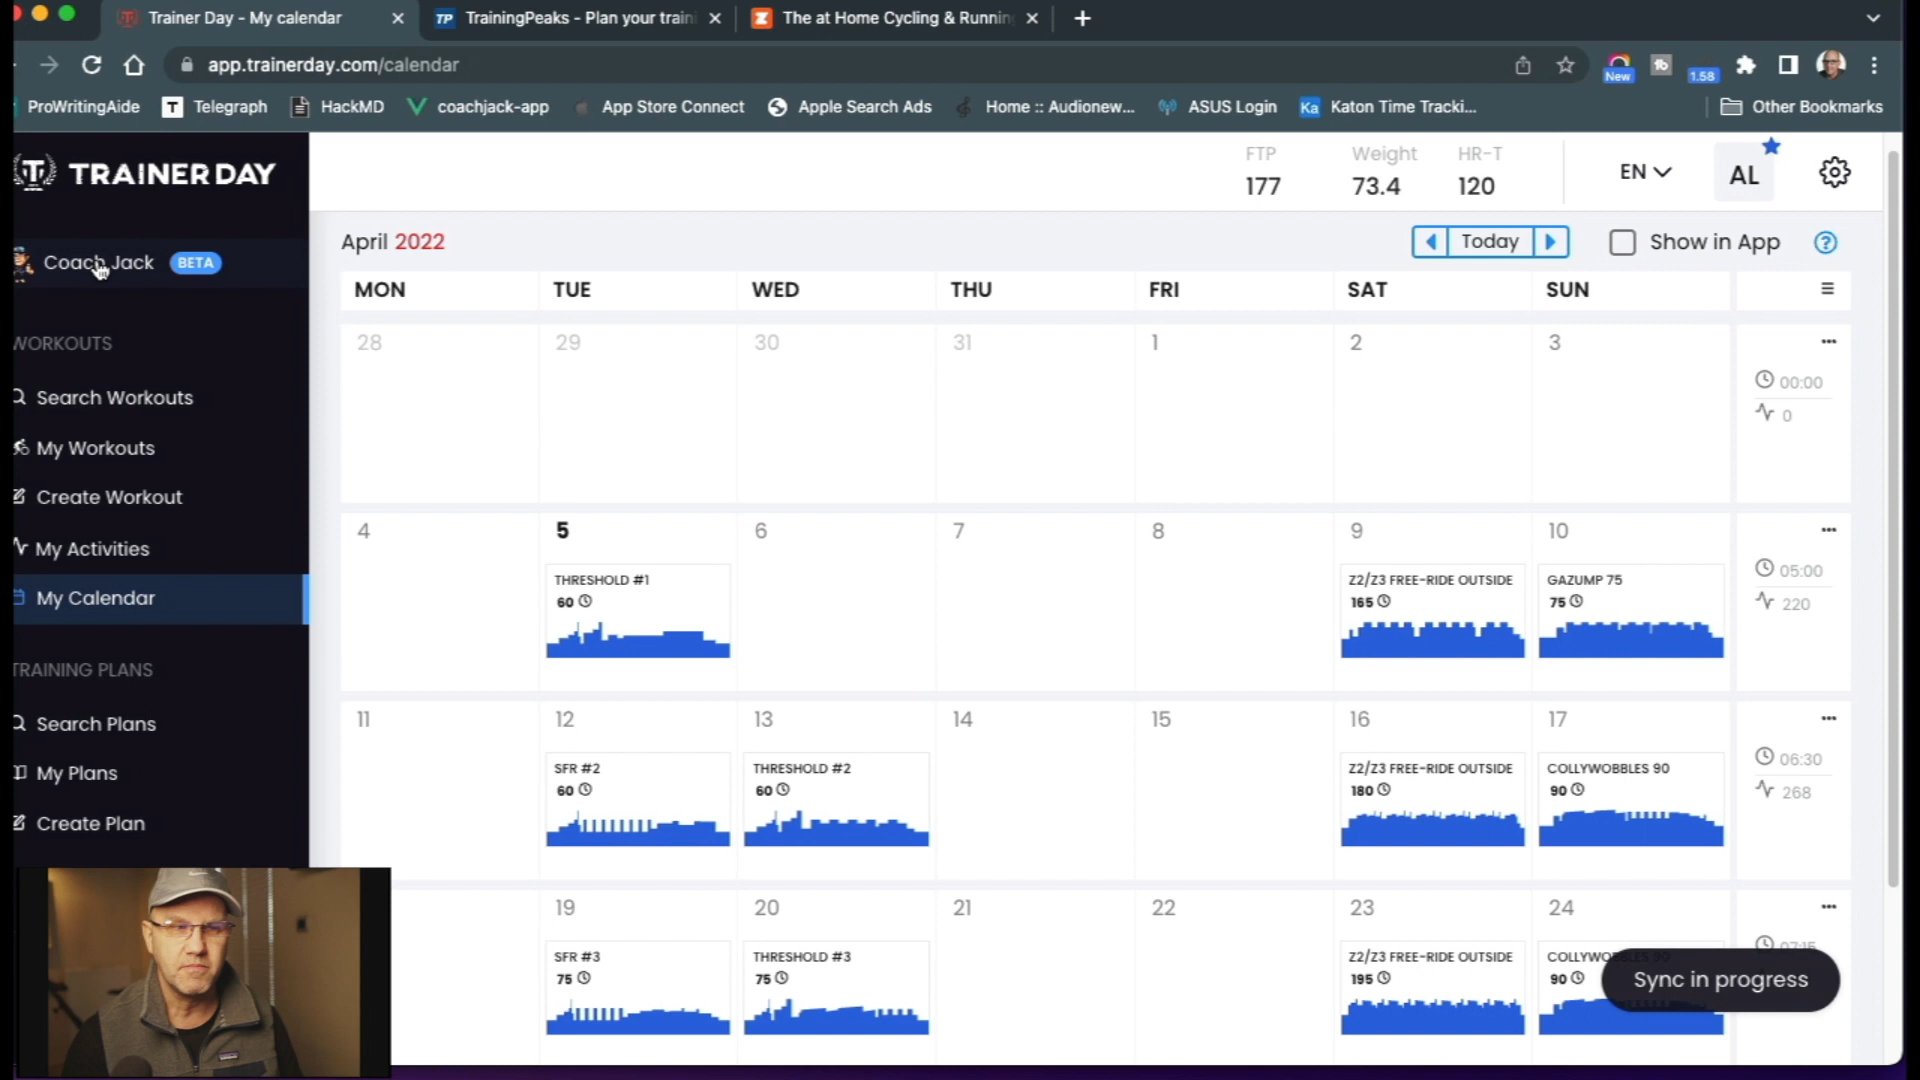 Trainer Day - My calendar
TrainingPeaks - Plan your traini
The at Home Cycling & Running
app.trainerday.com/calendar
New
1.58
ProWritingAide
Telegraph
HackMD
coachjack-app
App Store Connect
Apple Search Ads
Home :: Audionew...
ASUS Login
Ka Katon Time Tracki...
Other Bookmarks
TRAINER DAY
FTP
177
Weight
73.4
HR-T
120
EN
AL
Coach Jack BETA
WORKOUTS
Search Workouts
My Workouts
Create Workout
My Activities
My Calendar
TRAINING PLANS
Search Plans
My Plans
Create Plan
April 2022
Today
Show in App
?
MON TUE WED THU FRI SAT SUN
28 29 30 31 1 2 3
00:00
0
4 5 6 7 8 9 10
THRESHOLD #1
60
Z2/Z3 FREE-RIDE OUTSIDE
165
GAZUMP 75
75
05:00
220
11 12 13 14 15 16 17
SFR #2
60
THRESHOLD #2
60
Z2/Z3 FREE-RIDE OUTSIDE
180
COLLYWOBBLES 90
90
06:30
268
19 20 21 22 23 24
SFR #3
75
THRESHOLD #3
75
Z2/Z3 FREE-RIDE OUTSIDE
195
COLLYWOBBLES 90
90
07:15
Sync in progress